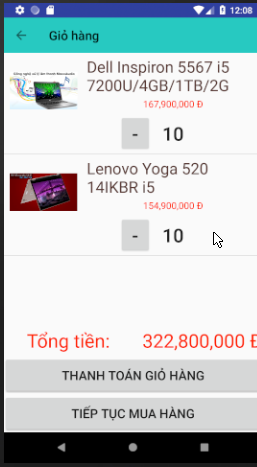 12:08
Giỏ hàng
Dell Inspiron 5567 i5
7200U/4GB/1TB/2G
167,900,000 Đ
- 10
Lenovo Yoga 520
14IKBR i5
154,900,000 Đ
- 10
Tổng tiền: 322,800,000 Đ
THANH TOÁN GIỎ HÀNG
TIẾP TỤC MUA HÀNG